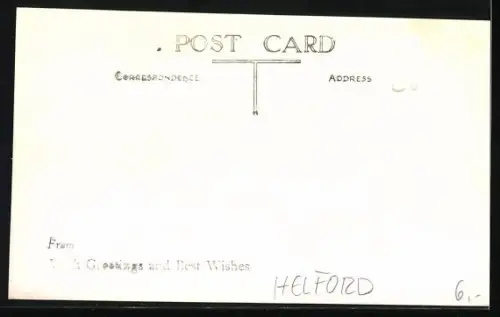 POST CARD
CORRESPONDENCE ADDRESS
From
Greetings and Best Wishes
HELFORD 6,-